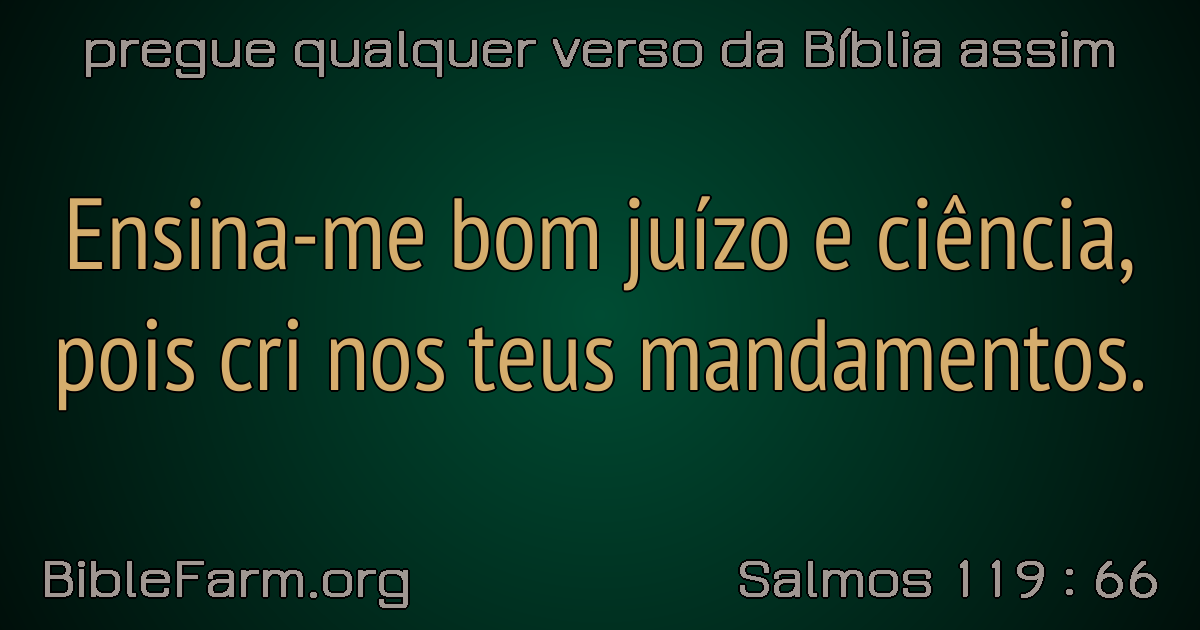 pregue qualquer verso da Bíblia assim
Ensina-me bom juízo e ciência,
pois cri nos teus mandamentos.
BibleFarm.org
Salmos 119 : 66